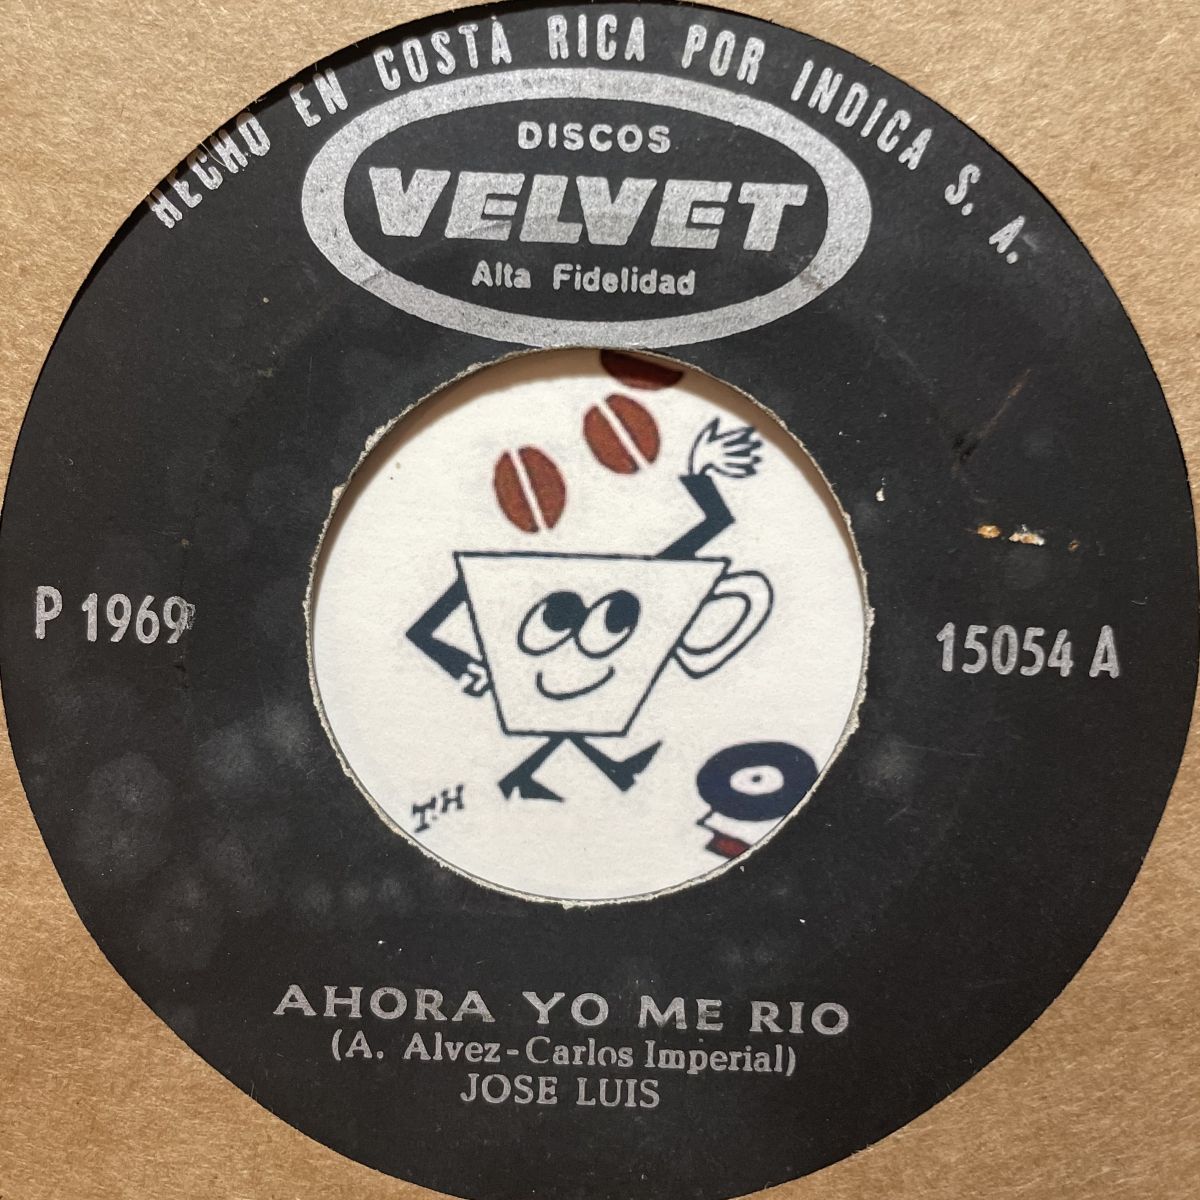 HECHO EN COSTA RICA POR INDICA S. A.
DISCOS
VELVET
Alta Fidelidad
P 1969
15054 A
T.H
AHORA YO ME RIO
(A. Alvez-Carlos Imperial)
JOSE LUIS